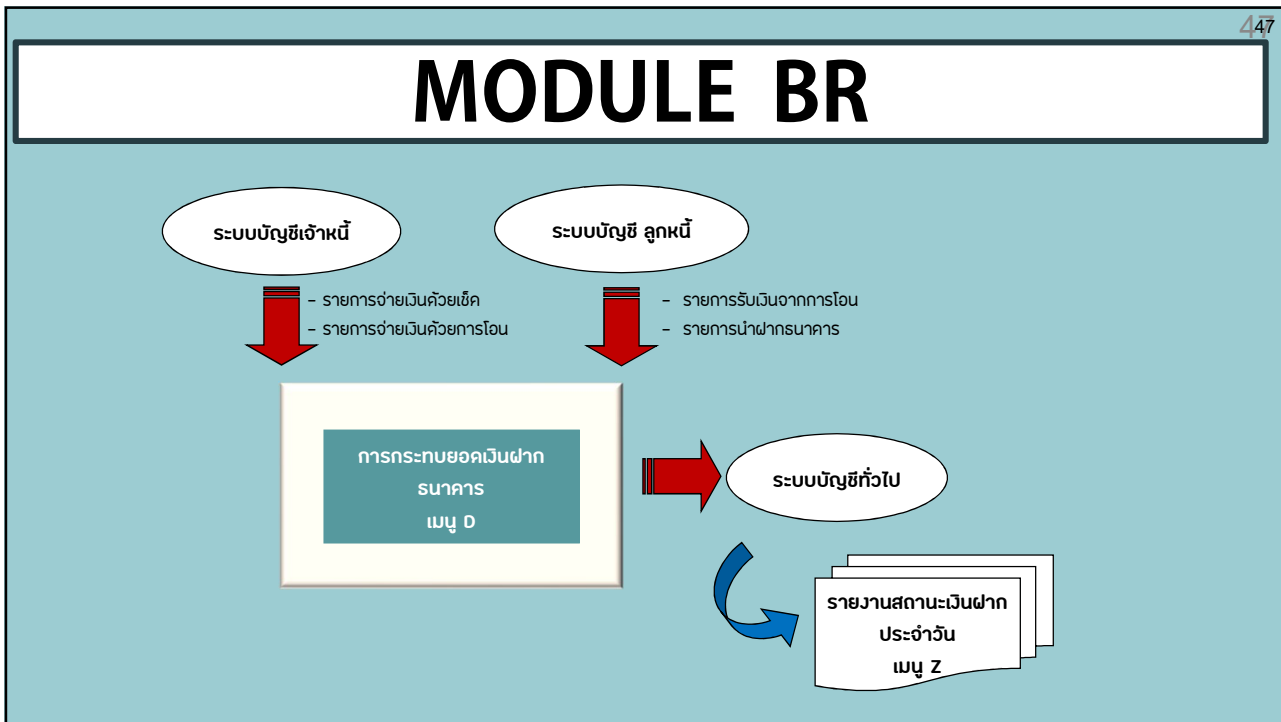 47
47
MODULE BR
ระบบบัญชีเจ้าหนี้
ระบบบัญชี ลูกหนี้
- รายการจ่ายเงินด้วยเช็ค
- รายการจ่ายเงินด้วยการโอน
- รายการรับเงินจากการโอน
- รายการนำฝากธนาคาร
การกระทบยอดเงินฝาก
ธนาคาร
เมนู D
ระบบบัญชีทั่วไป
รายงานสถานะเงินฝาก
ประจำวัน
เมนู Z